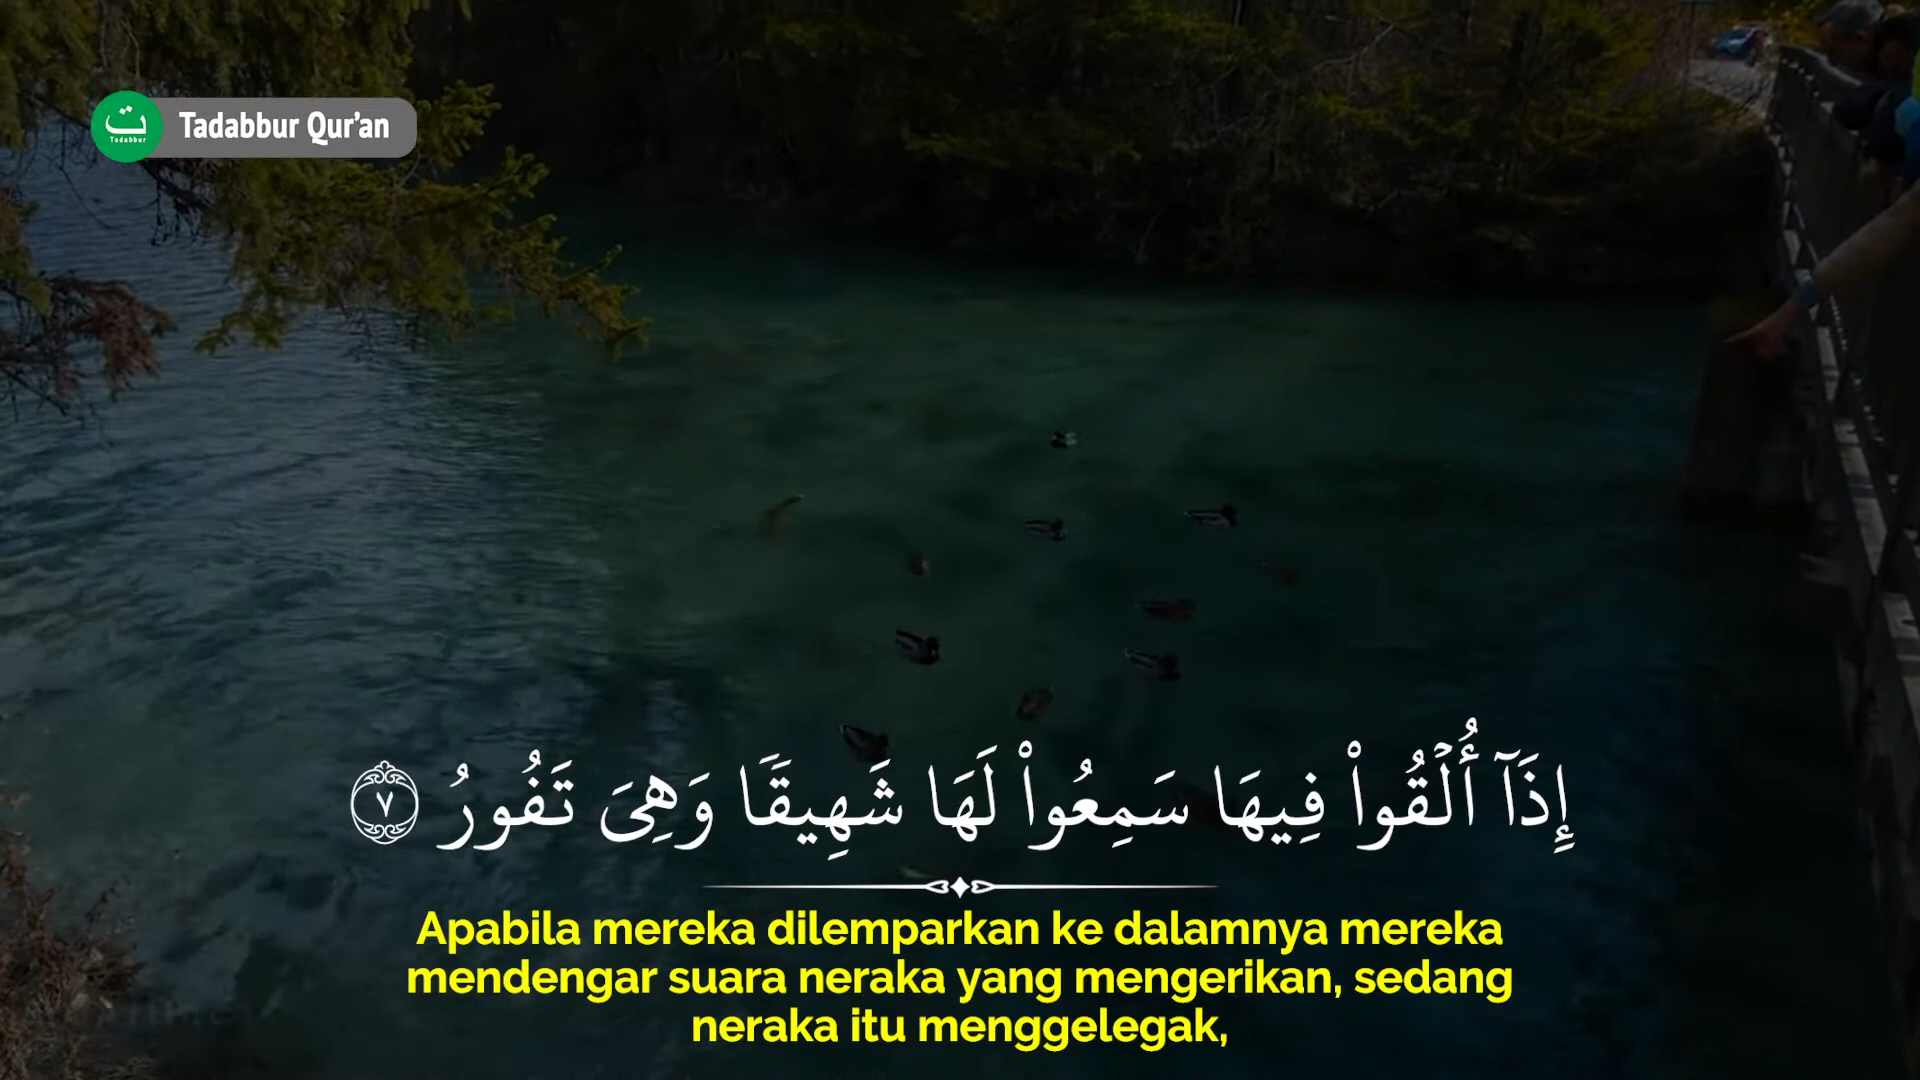 ت
Tadabbur
Tadabbur Qur'an
إِذَآ أُلۡقُواْ فِيهَا سَمِعُواْ لَهَا شَهِيقٗا وَهِيَ تَفُورُ ٧
Apabila mereka dilemparkan ke dalamnya mereka
mendengar suara neraka yang mengerikan, sedang
neraka itu menggelegak,